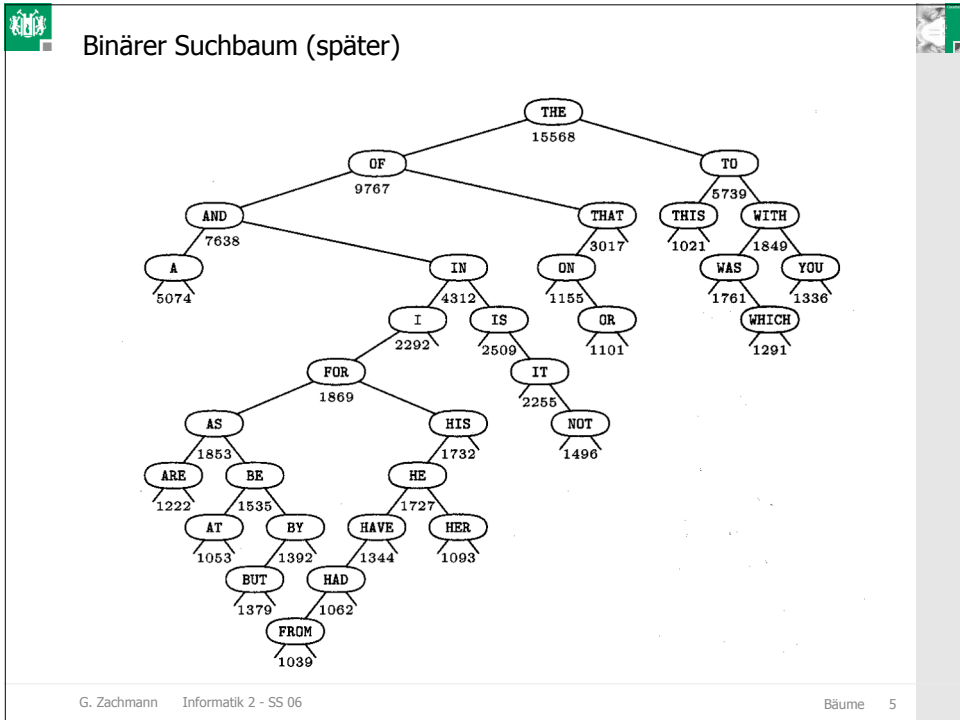 Binärer Suchbaum (später)
THE
15568
OF
TO
9767
5739
AND
THAT
THIS
WITH
7638
3017
1021
1849
A
IN
ON
WAS
YOU
5074
4312
1155
1761
1336
I
IS
OR
WHICH
2292
2509
1101
1291
FOR
IT
1869
2255
AS
HIS
NOT
1853
1732
1496
ARE
BE
HE
1222
1535
1727
AT
BY
HAVE
HER
1053
1392
1344
1093
BUT
HAD
1379
1062
FROM
1039
G. Zachmann Informatik 2 - SS 06
Bäume 5